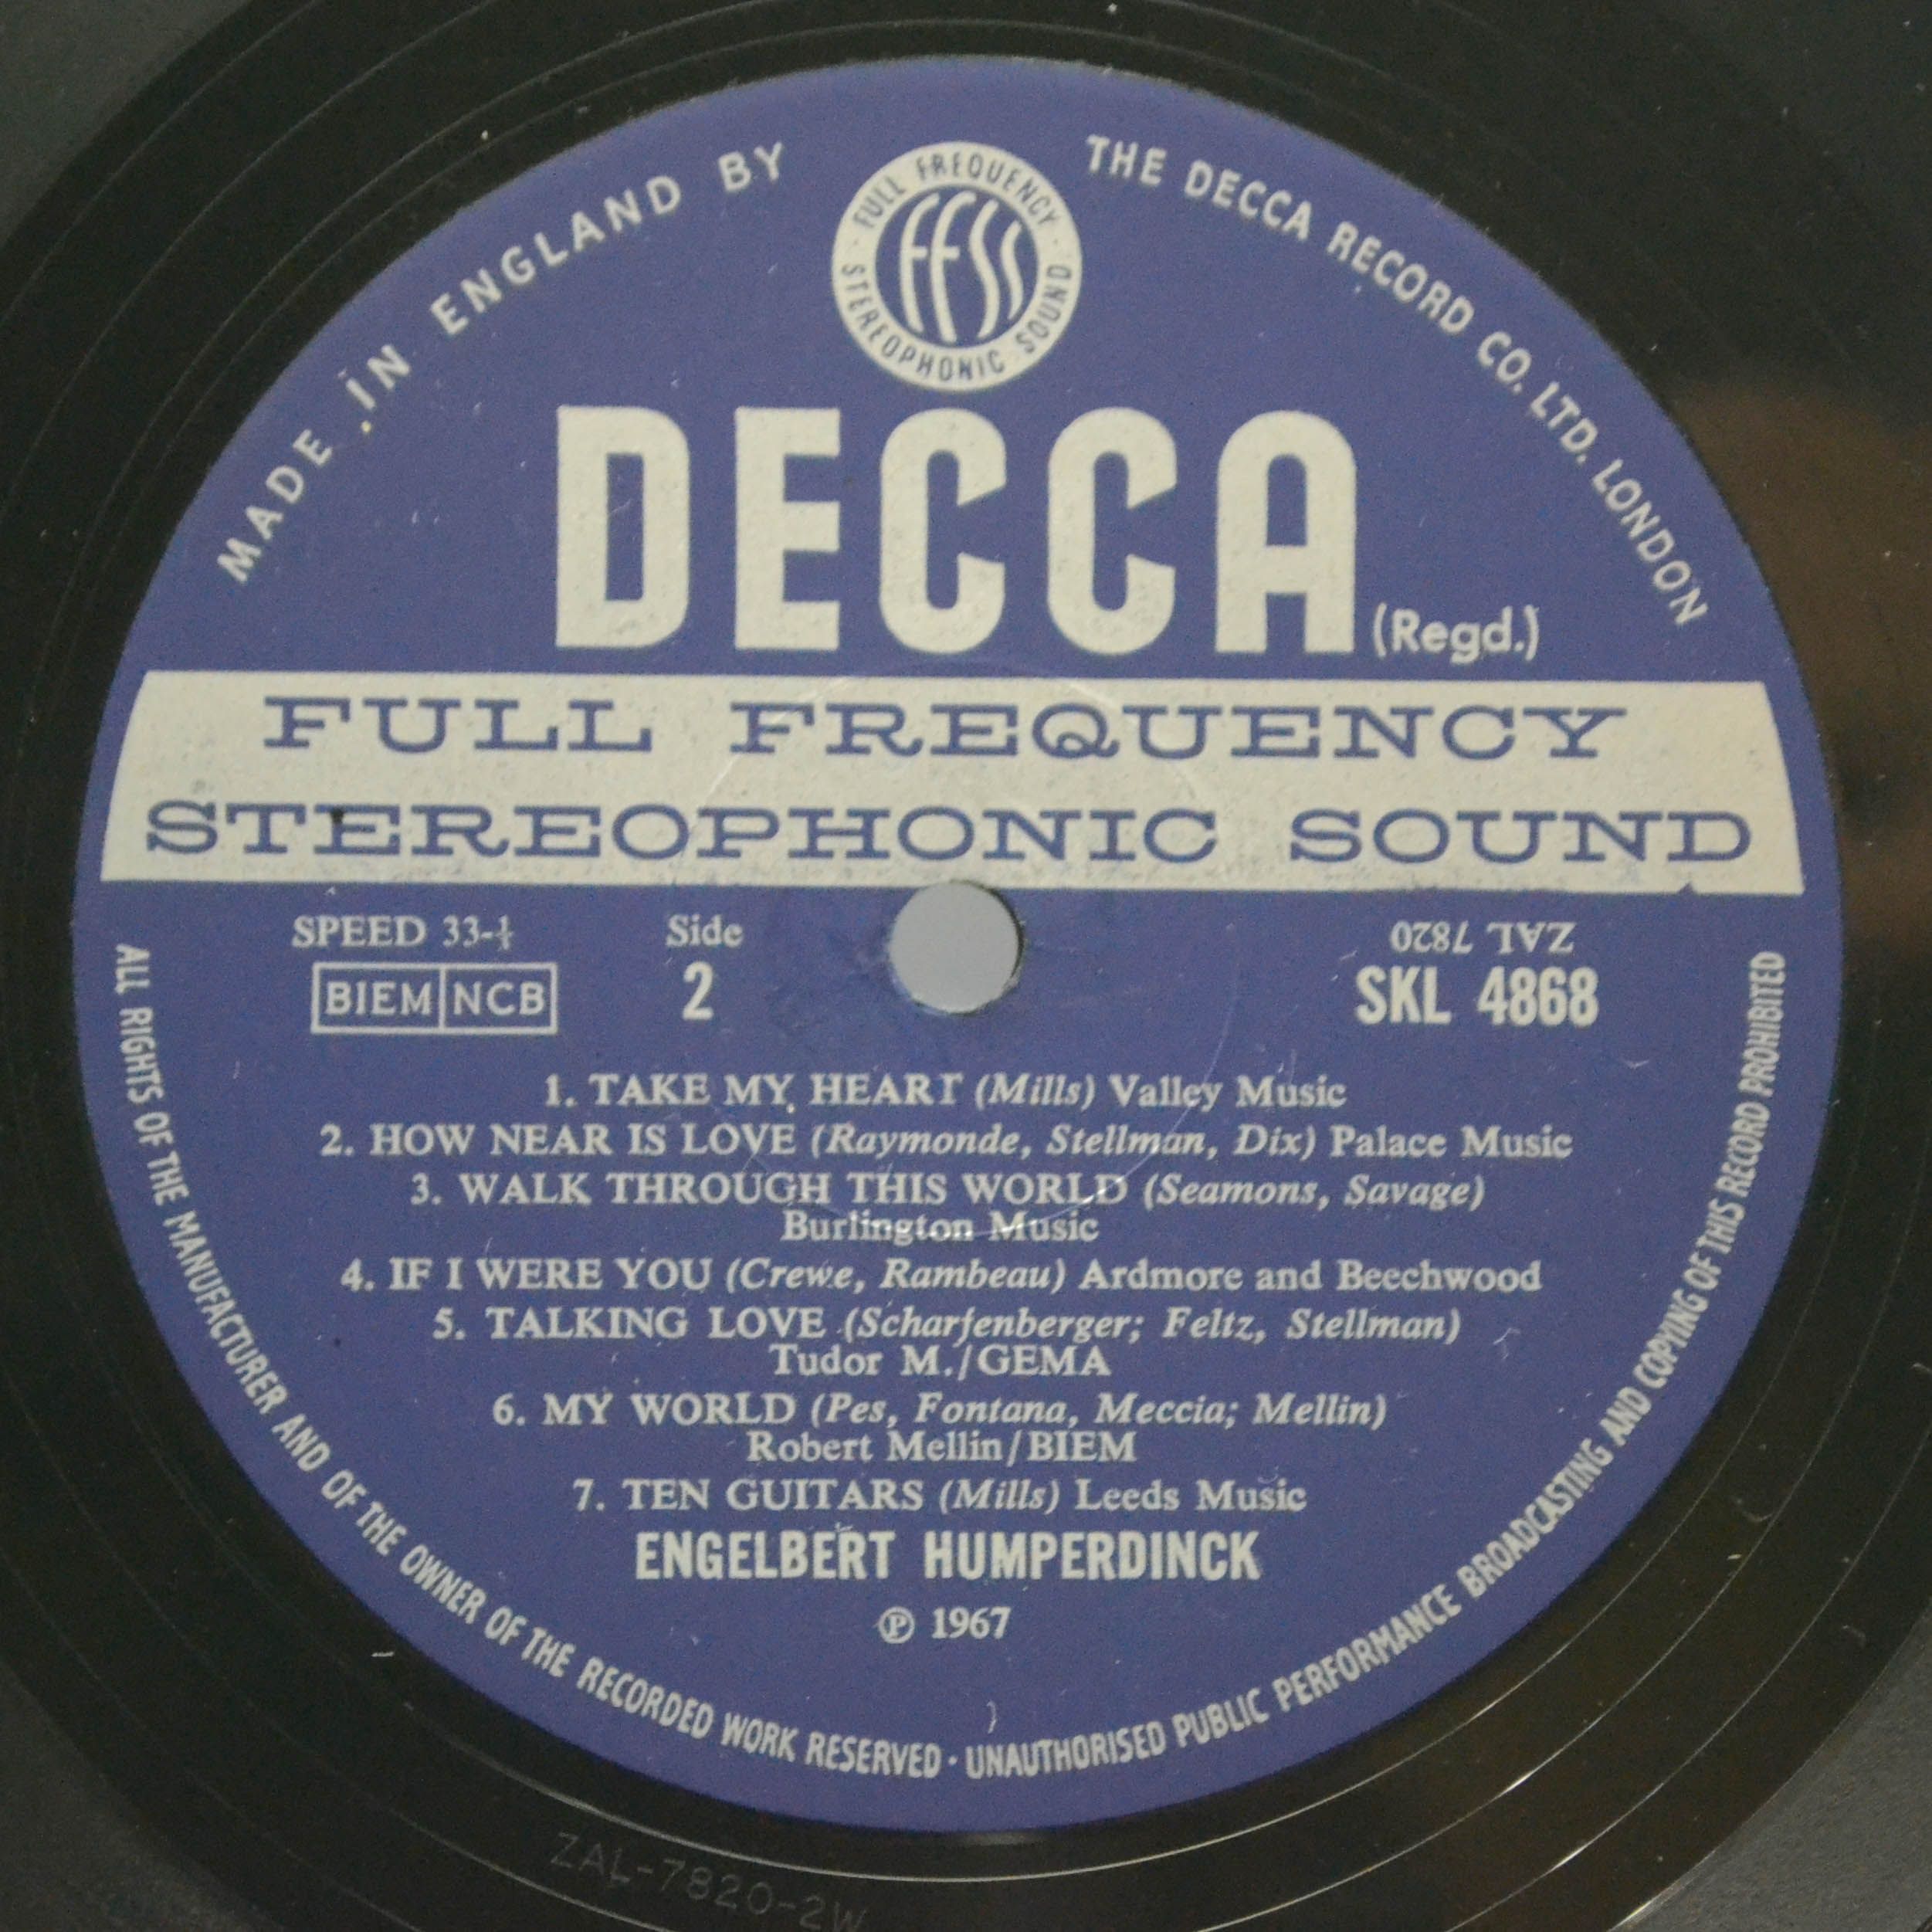 MADE IN ENGLAND BY
THE DECCA RECORD CO. LTD. LONDON
FULL FREQUENCY
FFSS
STEREOPHONIC SOUND
DECCA (Regd.)
FULL FREQUENCY
STEREOPHONIC SOUND
SPEED 33-⅓
Side
ZAL 7820
BIEM NCB
2
SKL 4868
1. TAKE MY HEART (Mills) Valley Music
2. HOW NEAR IS LOVE (Raymonde, Stellman, Dix) Palace Music
3. WALK THROUGH THIS WORLD (Seamons, Savage)
Burlington Music
4. IF I WERE YOU (Crewe, Rambeau) Ardmore and Beechwood
5. TALKING LOVE (Scharfenberger; Feltz, Stellman)
Tudor M./GEMA
6. MY WORLD (Pes, Fontana, Meccia; Mellin)
Robert Mellin/BIEM
7. TEN GUITARS (Mills) Leeds Music
ENGELBERT HUMPERDINCK
℗ 1967
ALL RIGHTS OF THE MANUFACTURER AND OF THE OWNER OF THE RECORDED WORK RESERVED · UNAUTHORISED PUBLIC PERFORMANCE BROADCASTING AND COPYING OF THIS RECORD PROHIBITED
ZAL-7820-2W